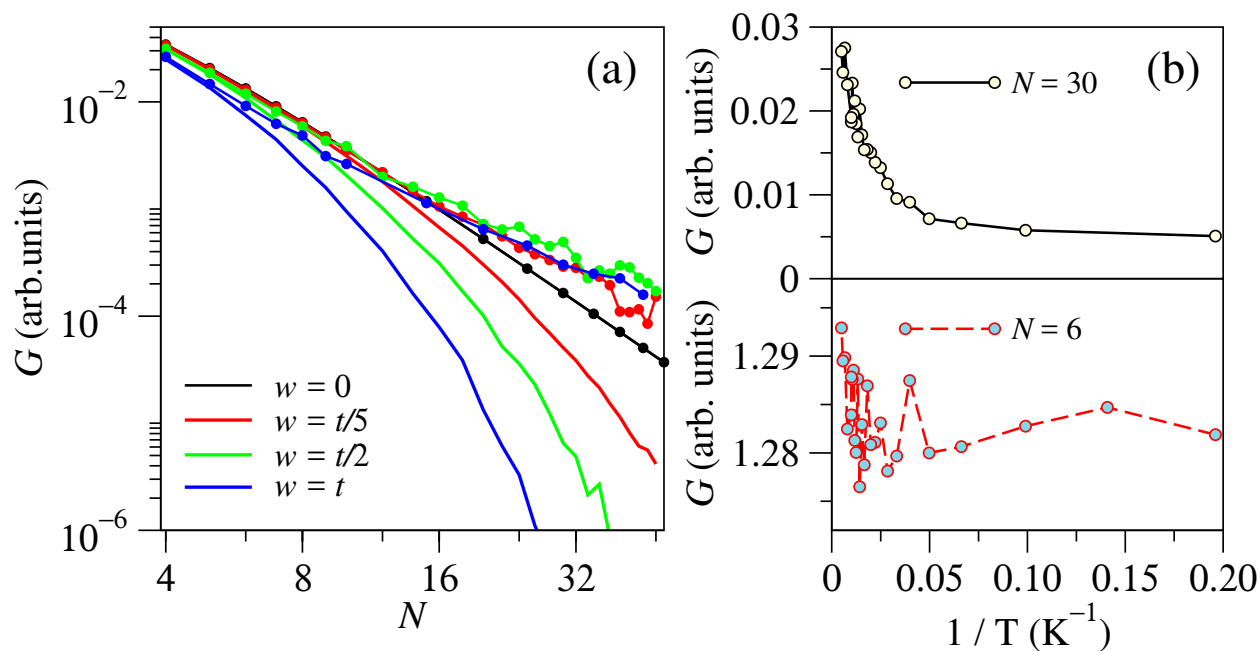 (a)
G (arb.units)
10⁻²
10⁻⁴
10⁻⁶
w = 0
w = t/5
w = t/2
w = t
4
8
16
32
N
(b)
G (arb. units)
0.03
0.02
0.01
0
N = 30
G (arb. units)
1.29
1.28
N = 6
0
0.05
0.10
0.15
0.20
1 / T (K⁻¹)